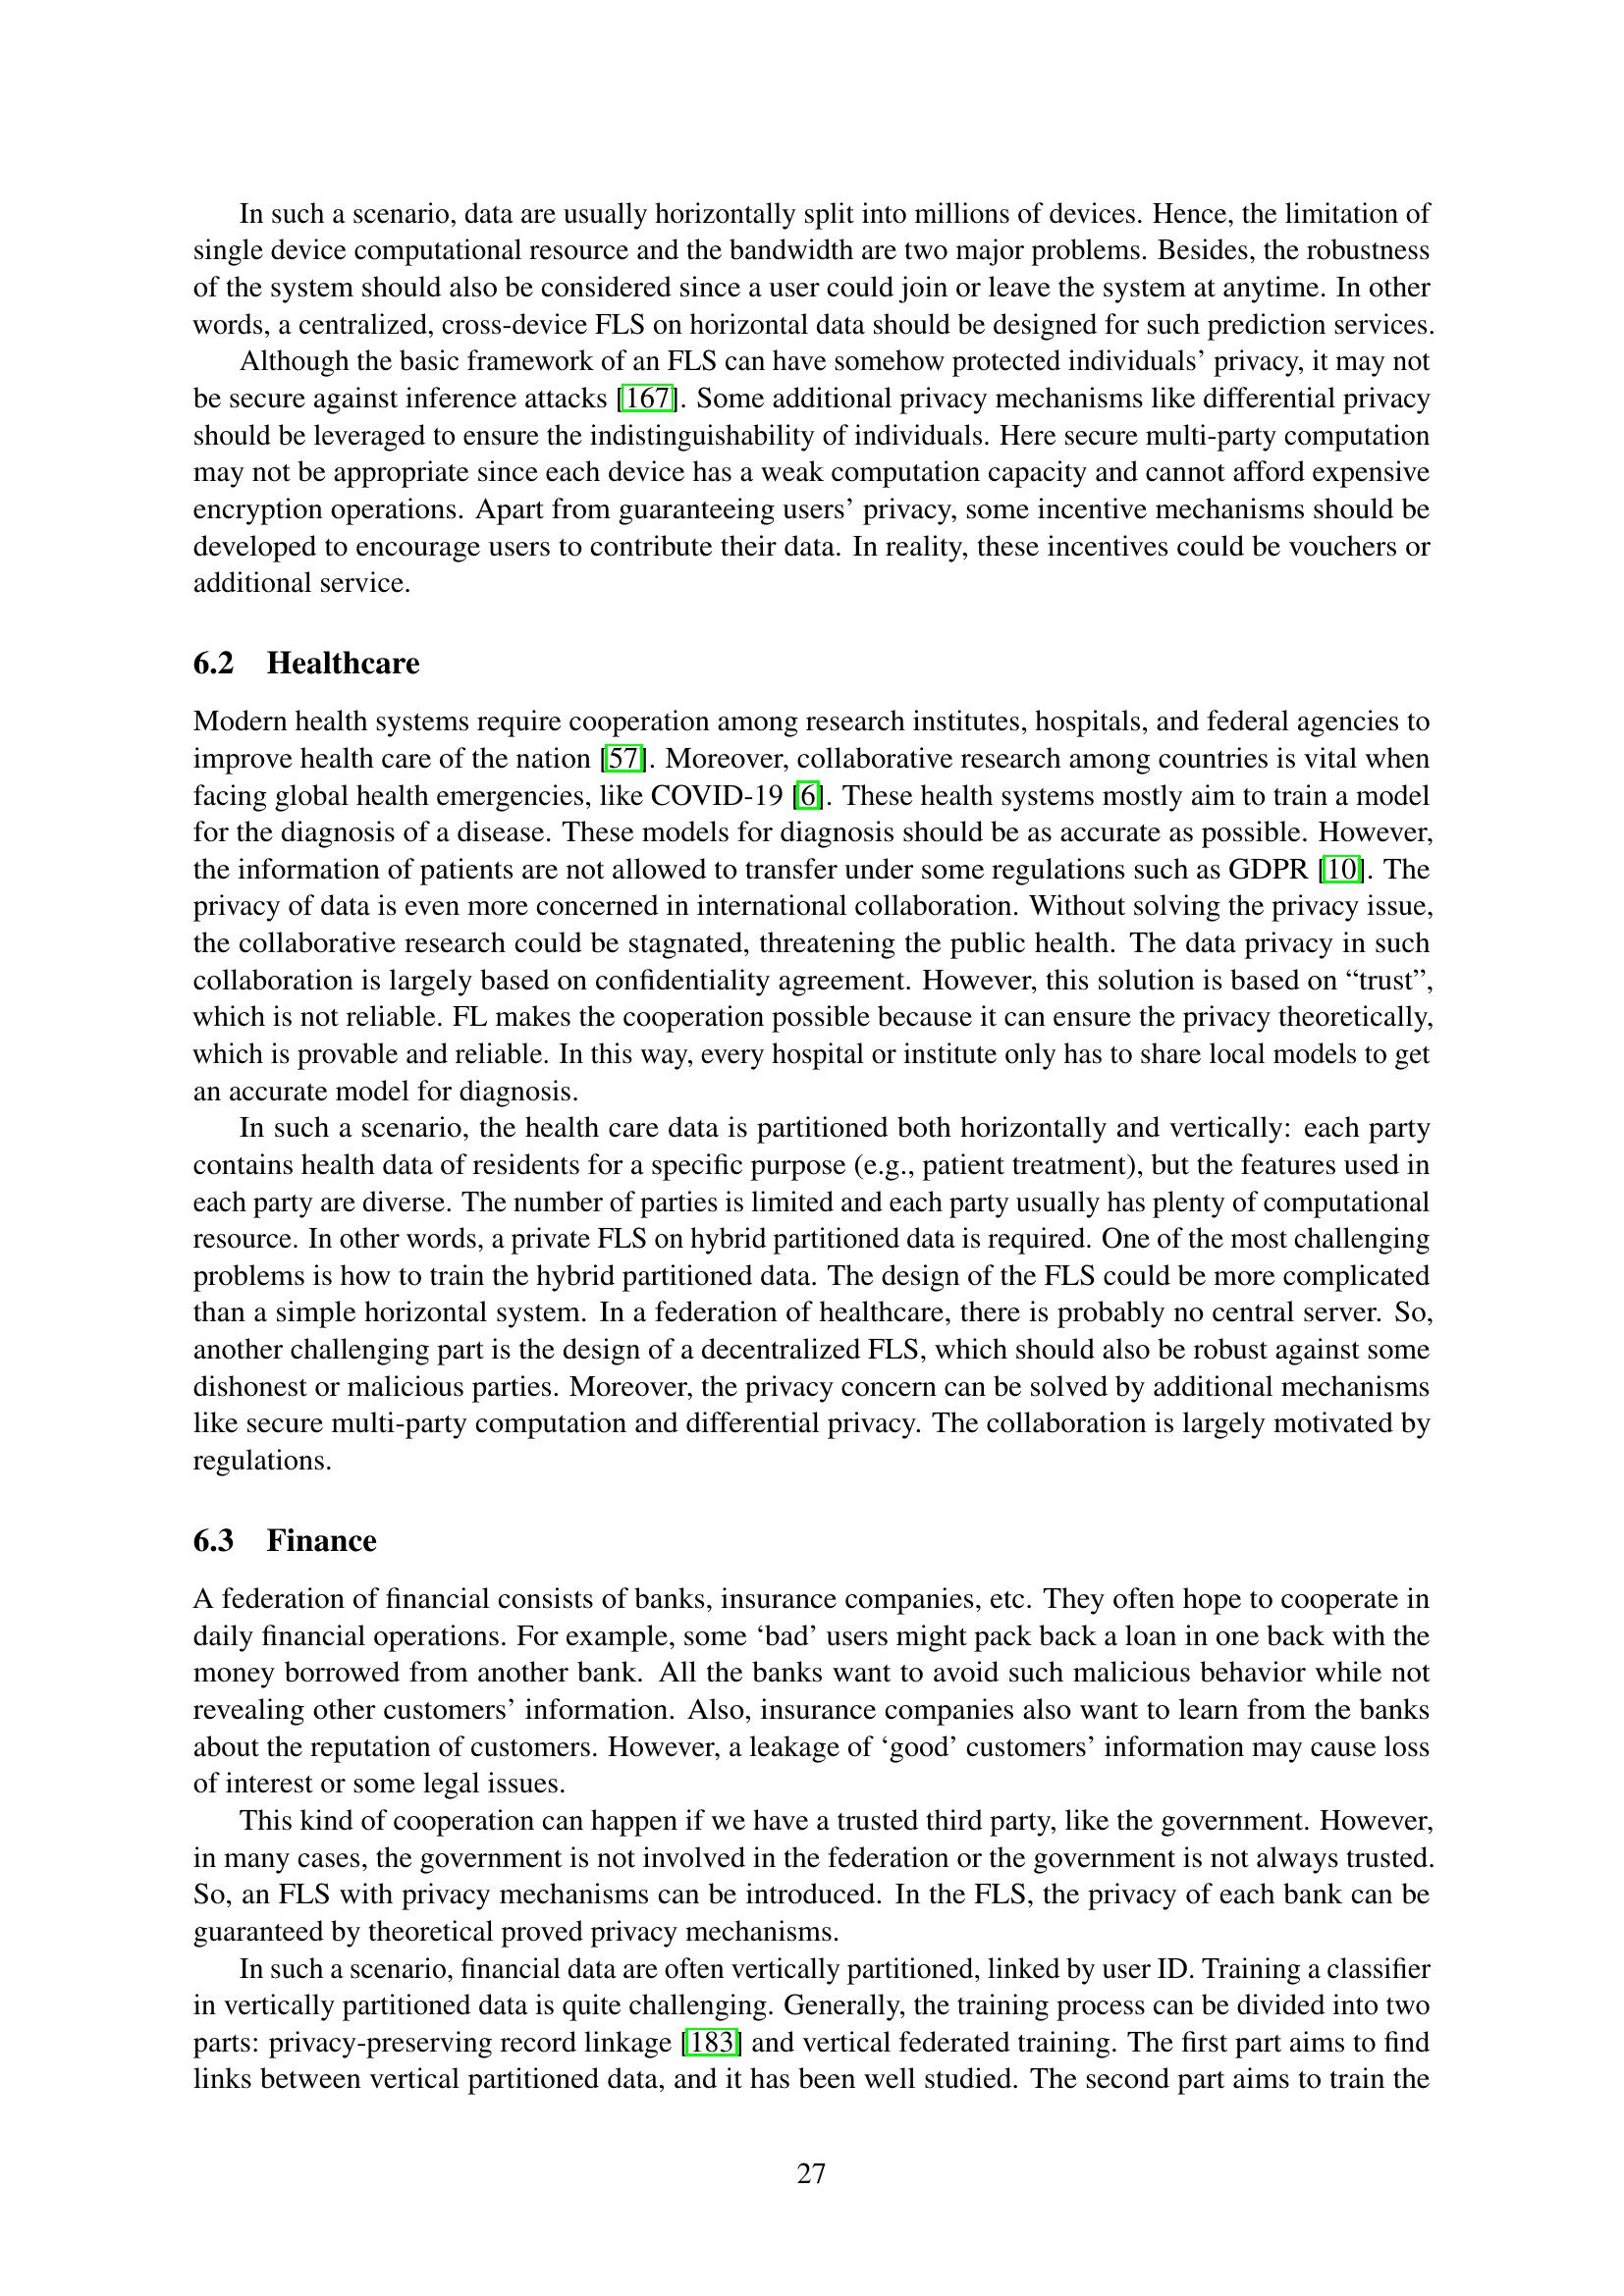 In such a scenario, data are usually horizontally split into millions of devices. Hence, the limitation of
single device computational resource and the bandwidth are two major problems. Besides, the robustness
of the system should also be considered since a user could join or leave the system at anytime. In other
words, a centralized, cross-device FLS on horizontal data should be designed for such prediction services.
Although the basic framework of an FLS can have somehow protected individuals’ privacy, it may not
be secure against inference attacks [167]. Some additional privacy mechanisms like differential privacy
should be leveraged to ensure the indistinguishability of individuals. Here secure multi-party computation
may not be appropriate since each device has a weak computation capacity and cannot afford expensive
encryption operations. Apart from guaranteeing users’ privacy, some incentive mechanisms should be
developed to encourage users to contribute their data. In reality, these incentives could be vouchers or
additional service.
6.2 Healthcare
Modern health systems require cooperation among research institutes, hospitals, and federal agencies to
improve health care of the nation [57]. Moreover, collaborative research among countries is vital when
facing global health emergencies, like COVID-19 [6]. These health systems mostly aim to train a model
for the diagnosis of a disease. These models for diagnosis should be as accurate as possible. However,
the information of patients are not allowed to transfer under some regulations such as GDPR [10]. The
privacy of data is even more concerned in international collaboration. Without solving the privacy issue,
the collaborative research could be stagnated, threatening the public health. The data privacy in such
collaboration is largely based on confidentiality agreement. However, this solution is based on “trust”,
which is not reliable. FL makes the cooperation possible because it can ensure the privacy theoretically,
which is provable and reliable. In this way, every hospital or institute only has to share local models to get
an accurate model for diagnosis.
In such a scenario, the health care data is partitioned both horizontally and vertically: each party
contains health data of residents for a specific purpose (e.g., patient treatment), but the features used in
each party are diverse. The number of parties is limited and each party usually has plenty of computational
resource. In other words, a private FLS on hybrid partitioned data is required. One of the most challenging
problems is how to train the hybrid partitioned data. The design of the FLS could be more complicated
than a simple horizontal system. In a federation of healthcare, there is probably no central server. So,
another challenging part is the design of a decentralized FLS, which should also be robust against some
dishonest or malicious parties. Moreover, the privacy concern can be solved by additional mechanisms
like secure multi-party computation and differential privacy. The collaboration is largely motivated by
regulations.
6.3 Finance
A federation of financial consists of banks, insurance companies, etc. They often hope to cooperate in
daily financial operations. For example, some ‘bad’ users might pack back a loan in one back with the
money borrowed from another bank. All the banks want to avoid such malicious behavior while not
revealing other customers’ information. Also, insurance companies also want to learn from the banks
about the reputation of customers. However, a leakage of ‘good’ customers’ information may cause loss
of interest or some legal issues.
This kind of cooperation can happen if we have a trusted third party, like the government. However,
in many cases, the government is not involved in the federation or the government is not always trusted.
So, an FLS with privacy mechanisms can be introduced. In the FLS, the privacy of each bank can be
guaranteed by theoretical proved privacy mechanisms.
In such a scenario, financial data are often vertically partitioned, linked by user ID. Training a classifier
in vertically partitioned data is quite challenging. Generally, the training process can be divided into two
parts: privacy-preserving record linkage [183] and vertical federated training. The first part aims to find
links between vertical partitioned data, and it has been well studied. The second part aims to train the
27